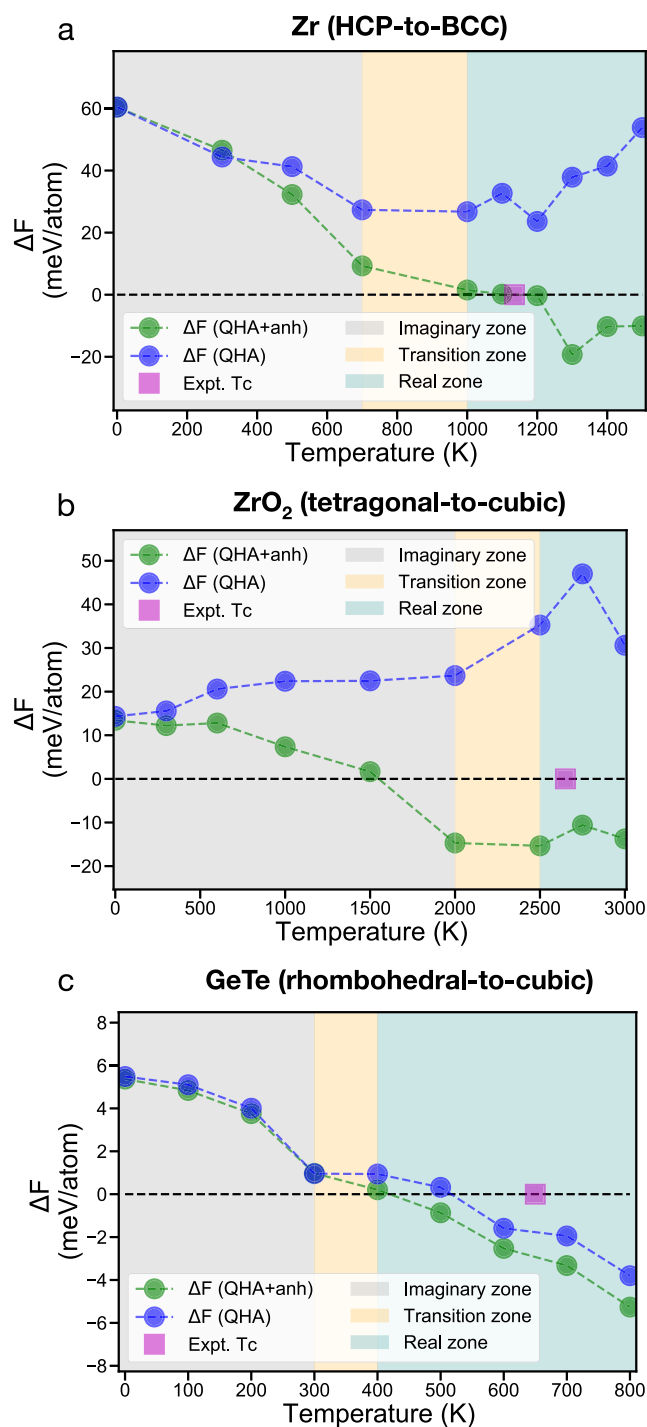 a
Zr (HCP-to-BCC)
60
40
20
0
−20
ΔF
(meV/atom)
ΔF (QHA+anh)
ΔF (QHA)
Expt. Tc
Imaginary zone
Transition zone
Real zone
0 200 400 600 800 1000 1200 1400
Temperature (K)
b
ZrO₂ (tetragonal-to-cubic)
50
40
30
20
10
0
−10
−20
ΔF
(meV/atom)
ΔF (QHA+anh)
ΔF (QHA)
Expt. Tc
Imaginary zone
Transition zone
Real zone
0 500 1000 1500 2000 2500 3000
Temperature (K)
c
GeTe (rhombohedral-to-cubic)
8
6
4
2
0
−2
−4
−6
−8
ΔF
(meV/atom)
ΔF (QHA+anh)
ΔF (QHA)
Expt. Tc
Imaginary zone
Transition zone
Real zone
0 100 200 300 400 500 600 700 800
Temperature (K)